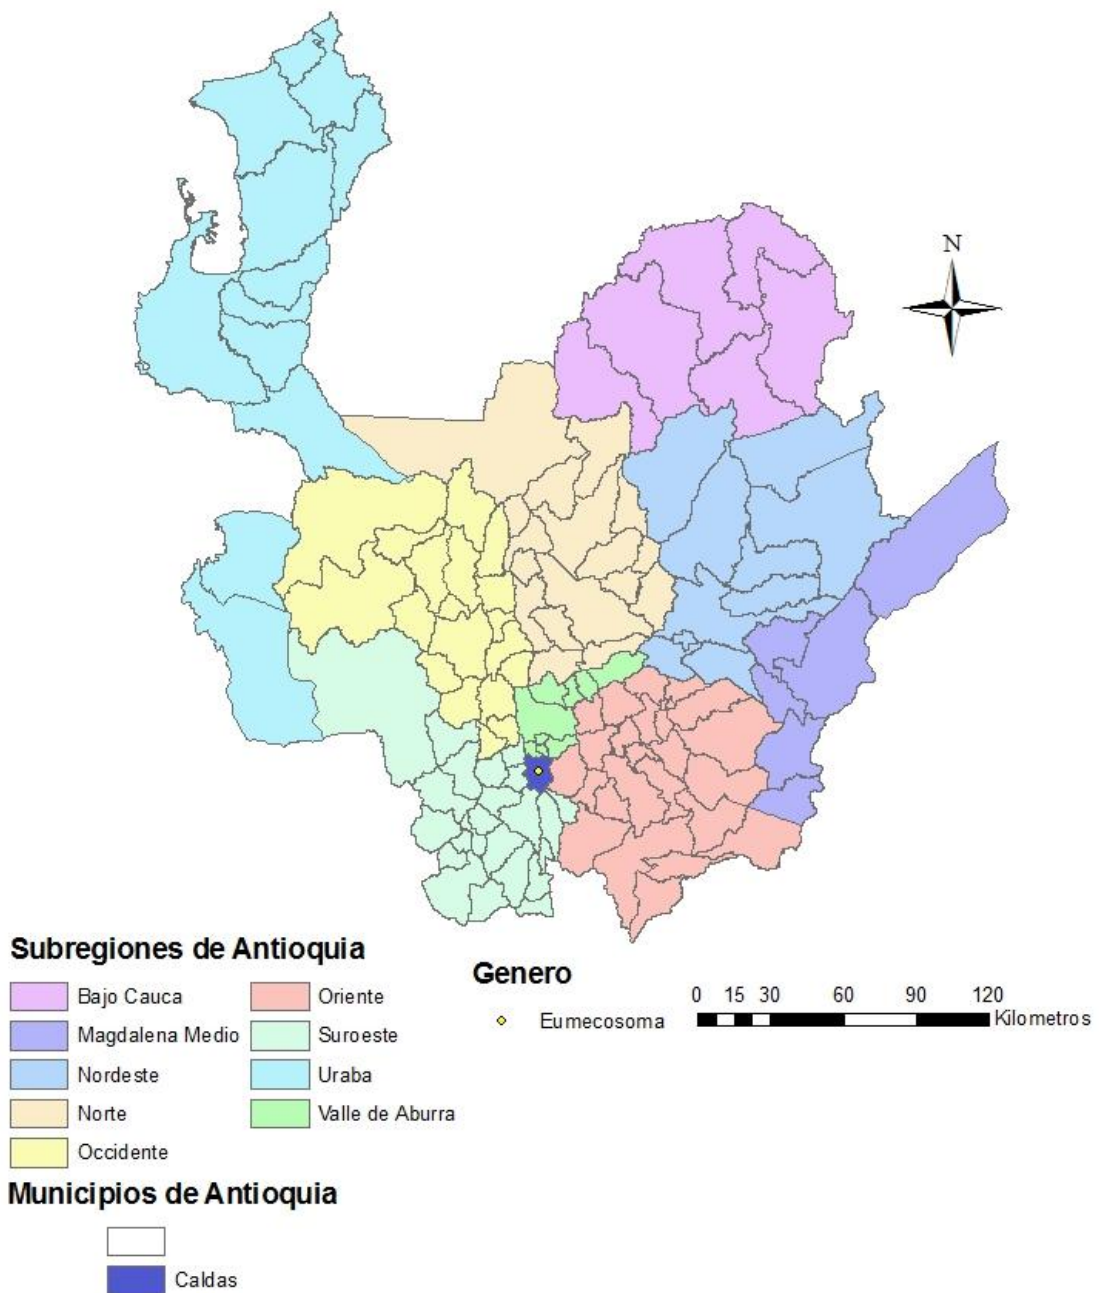 N
Subregiones de Antioquia
Bajo Cauca
Magdalena Medio
Nordeste
Norte
Occidente
Oriente
Suroeste
Uraba
Valle de Aburra
Municipios de Antioquia
Caldas
Genero
Eumecosoma
0 15 30 60 90 120
Kilometros